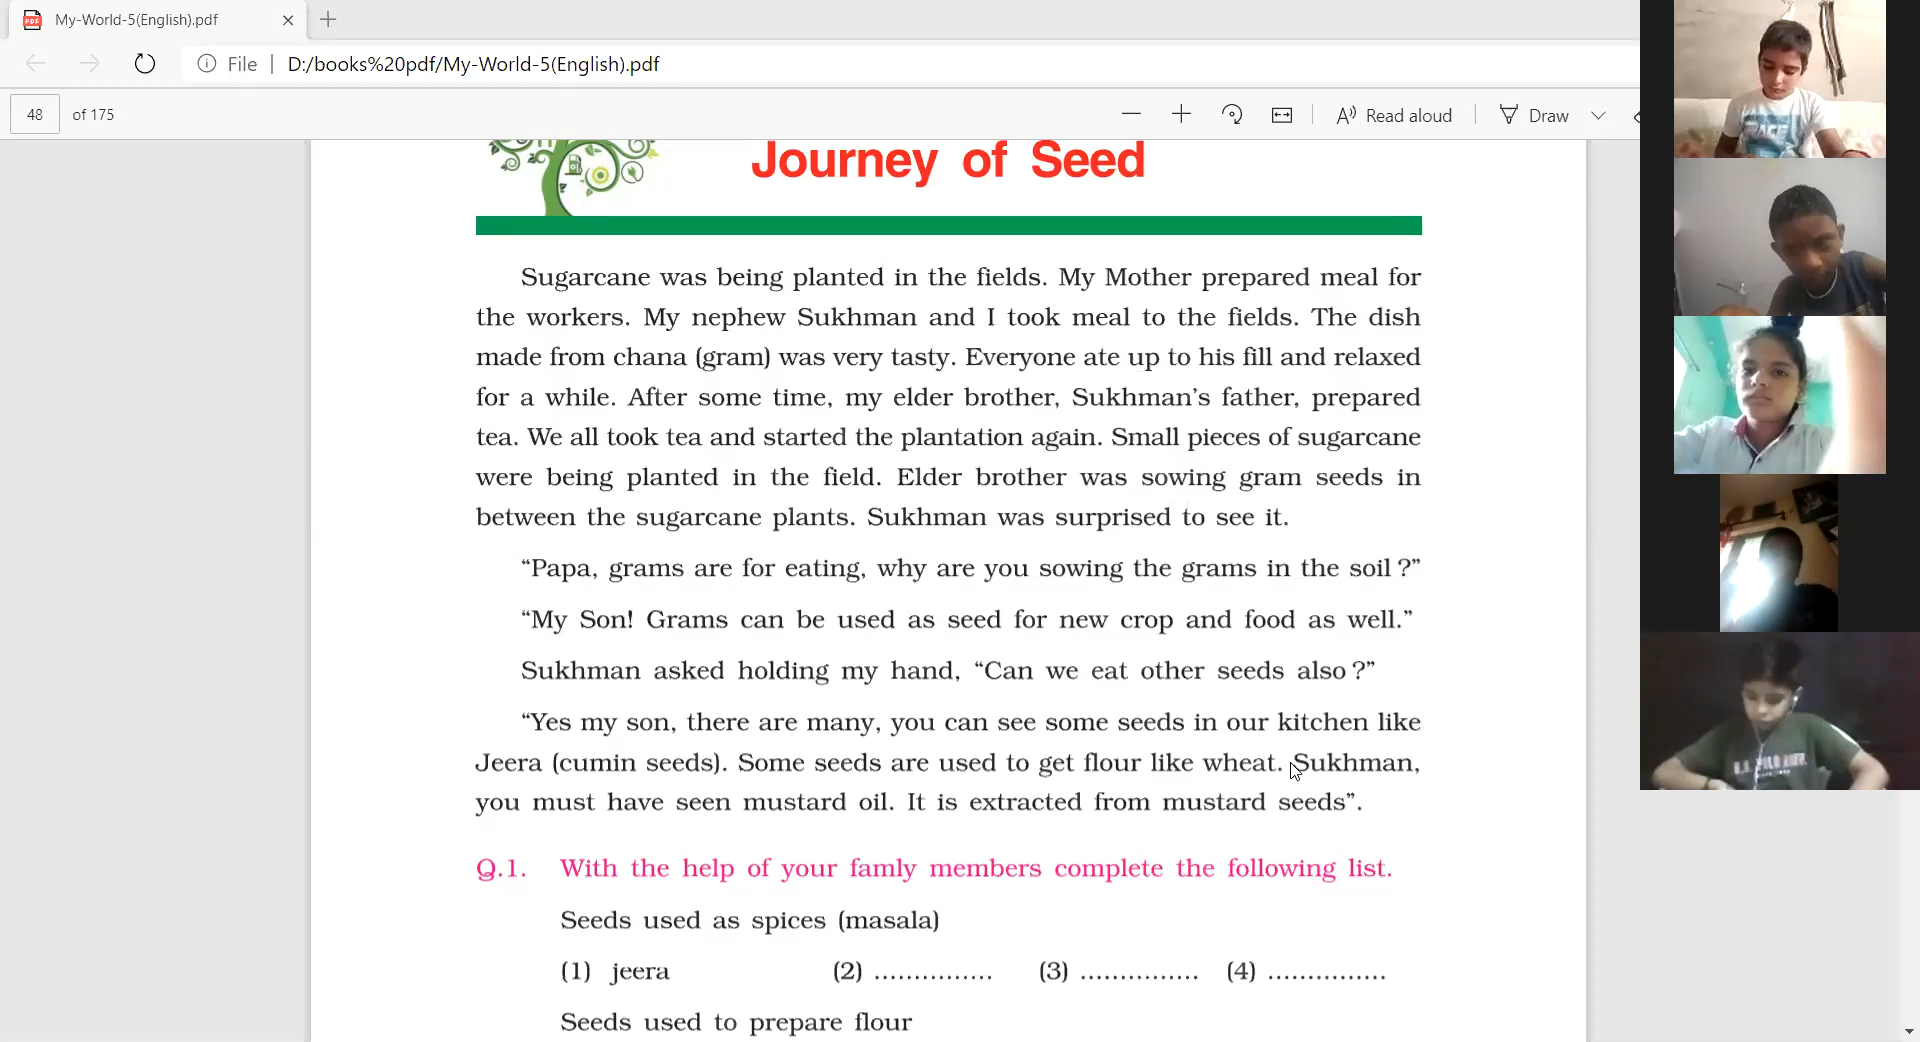 My-World-5(English).pdf
File | D:/books%20pdf/My-World-5(English).pdf
48 of 175 Read aloud Draw
Journey of Seed
Sugarcane was being planted in the fields. My Mother prepared meal for
the workers. My nephew Sukhman and I took meal to the fields. The dish
made from chana (gram) was very tasty. Everyone ate up to his fill and relaxed
for a while. After some time, my elder brother, Sukhman's father, prepared
tea. We all took tea and started the plantation again. Small pieces of sugarcane
were being planted in the field. Elder brother was sowing gram seeds in
between the sugarcane plants. Sukhman was surprised to see it.
“Papa, grams are for eating, why are you sowing the grams in the soil ?”
“My Son! Grams can be used as seed for new crop and food as well.”
Sukhman asked holding my hand, “Can we eat other seeds also ?”
“Yes my son, there are many, you can see some seeds in our kitchen like
Jeera (cumin seeds). Some seeds are used to get flour like wheat. Sukhman,
you must have seen mustard oil. It is extracted from mustard seeds”.
Q.1. With the help of your famly members complete the following list.
Seeds used as spices (masala)
(1) jeera (2) ............... (3) ............... (4) ...............
Seeds used to prepare flour